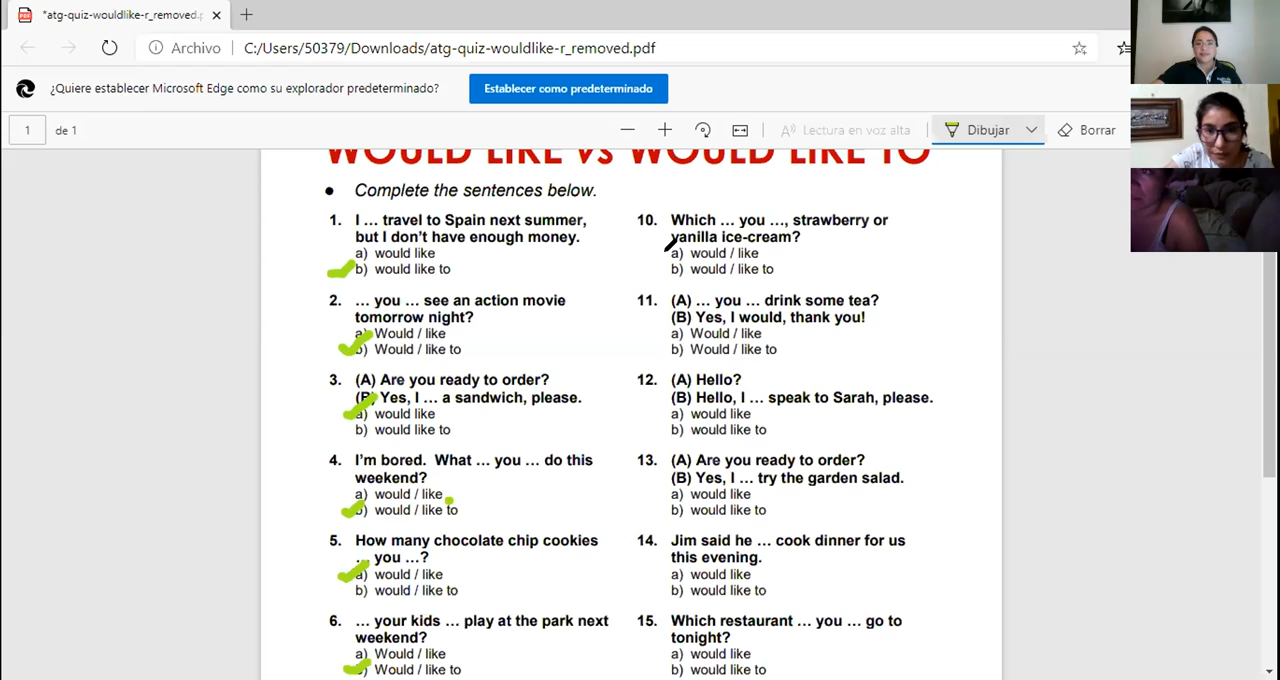 *atg-quiz-wouldlike-r_removed.p
Archivo
C:/Users/50379/Downloads/atg-quiz-wouldlike-r_removed.pdf
¿Quiere establecer Microsoft Edge como su explorador predeterminado?
Establecer como predeterminado
1
de 1
Lectura en voz alta
Dibujar
Borrar
WOULD LIKE vs WOULD LIKE TO
● Complete the sentences below.
1. I ... travel to Spain next summer,
but I don't have enough money.
a) would like
b) would like to
2. ... you ... see an action movie
tomorrow night?
a) Would / like
b) Would / like to
3. (A) Are you ready to order?
(B) Yes, I ... a sandwich, please.
a) would like
b) would like to
4. I'm bored. What ... you ... do this
weekend?
a) would / like
b) would / like to
5. How many chocolate chip cookies
... you ...?
a) would / like
b) would / like to
6. ... your kids ... play at the park next
weekend?
a) Would / like
b) Would / like to
10. Which ... you ..., strawberry or
vanilla ice-cream?
a) would / like
b) would / like to
11. (A) ... you ... drink some tea?
(B) Yes, I would, thank you!
a) Would / like
b) Would / like to
12. (A) Hello?
(B) Hello, I ... speak to Sarah, please.
a) would like
b) would like to
13. (A) Are you ready to order?
(B) Yes, I ... try the garden salad.
a) would like
b) would like to
14. Jim said he ... cook dinner for us
this evening.
a) would like
b) would like to
15. Which restaurant ... you ... go to
tonight?
a) would like
b) would like to